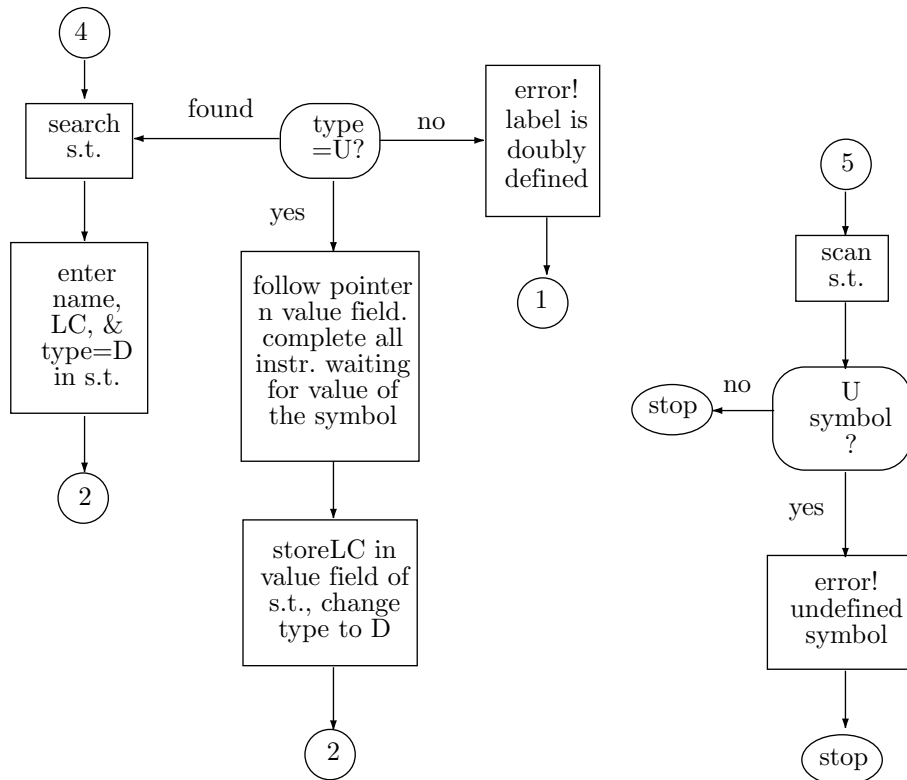 4
search
s.t.
found
type
=U?
no
error!
label is
doubly
defined
1
enter
name,
LC, &
type=D
in s.t.
2
yes
follow pointer
n value field.
complete all
instr. waiting
for value of
the symbol
storeLC in
value field of
s.t., change
type to D
2
5
scan
s.t.
U
symbol
?
no
stop
yes
error!
undefined
symbol
stop